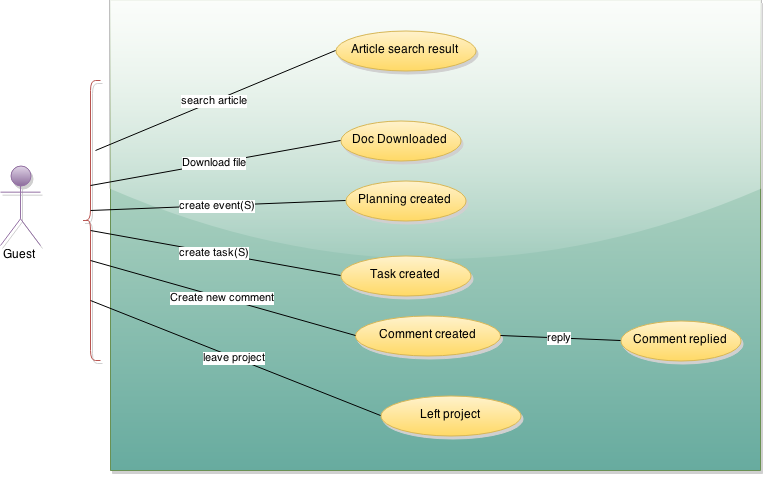 Article search result
search article
Doc Downloaded
Download file
Planning created
create event(S)
Guest
create task(S)
Task created
Create new comment
Comment created
reply
Comment replied
leave project
Left project